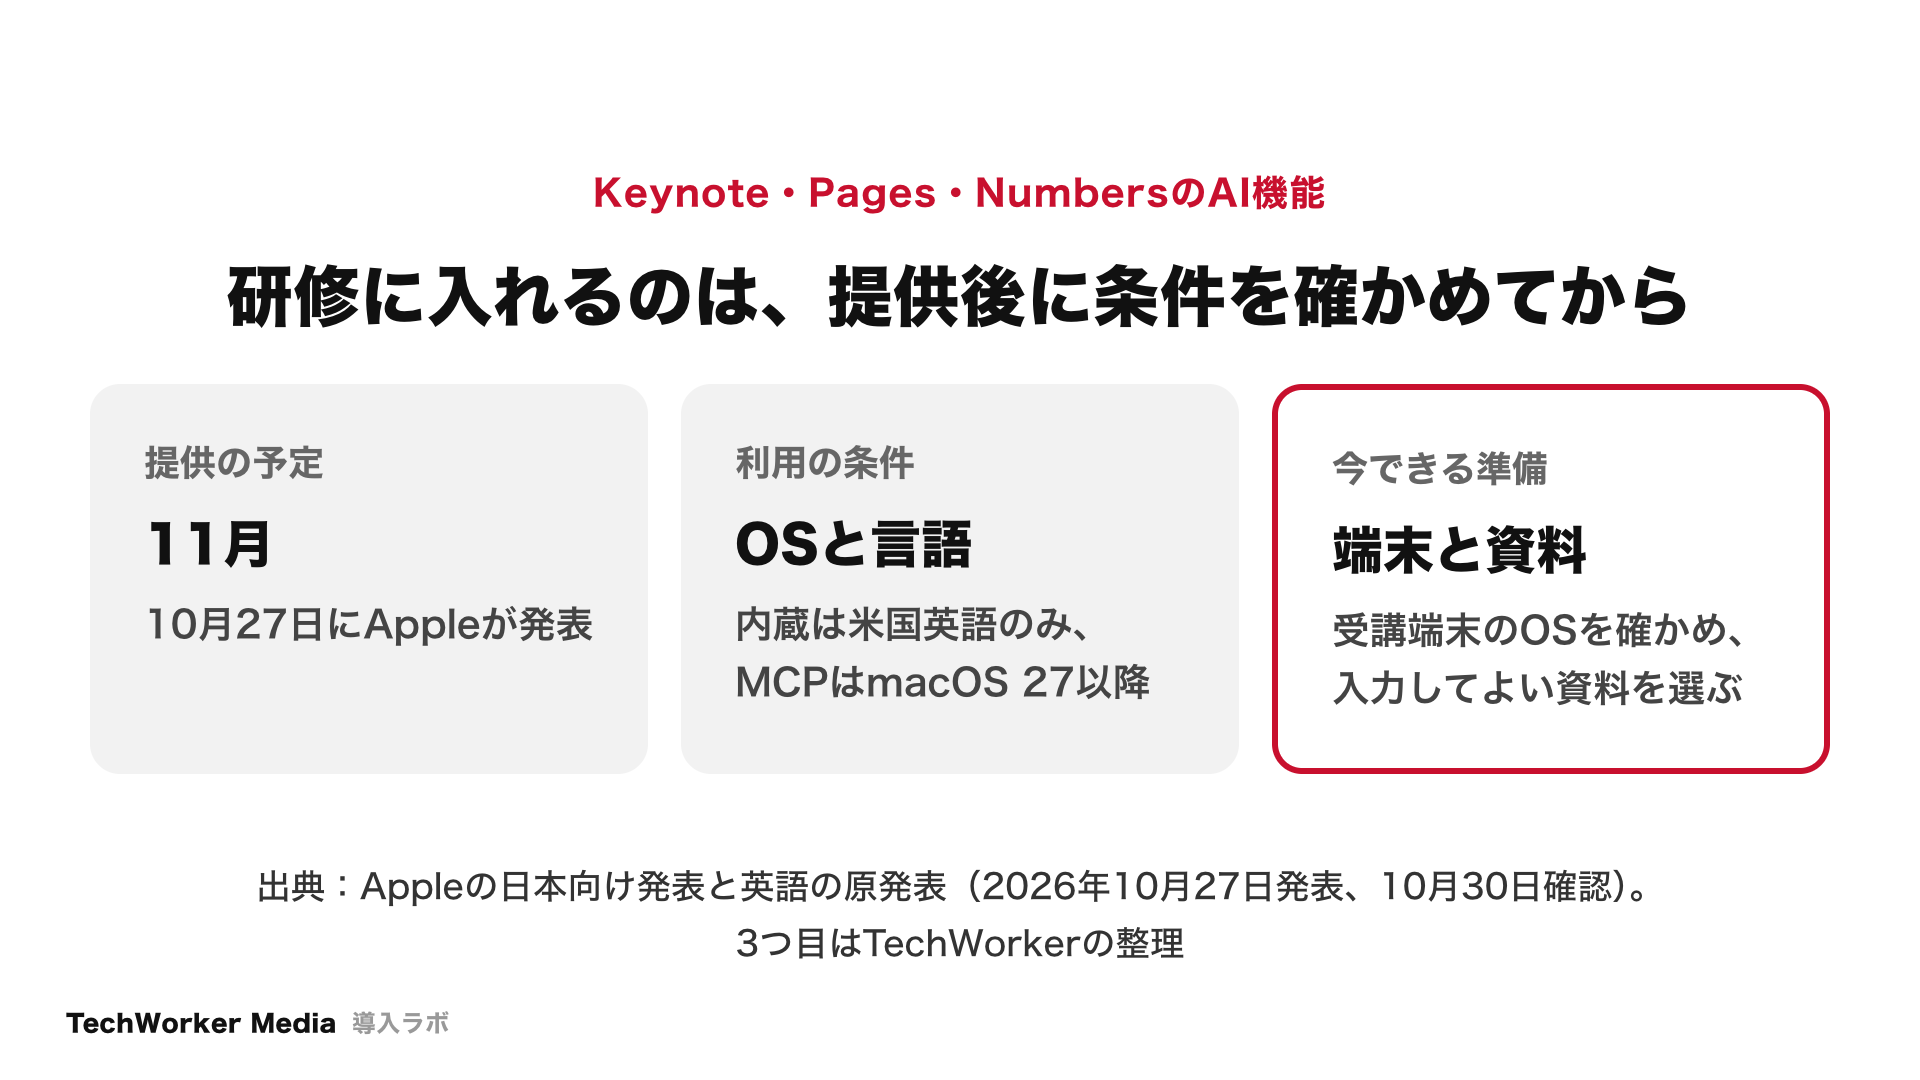 Keynote・Pages・NumbersのAI機能
研修に入れるのは、提供後に条件を確かめてから
提供の予定
11月
10月27日にAppleが発表
利用の条件
OSと言語
内蔵は米国英語のみ、
MCPはmacOS 27以降
今できる準備
端末と資料
受講端末のOSを確かめ、
入力してよい資料を選ぶ
出典：Appleの日本向け発表と英語の原発表（2026年10月27日発表、10月30日確認）。
3つ目はTechWorkerの整理
TechWorker Media 導入ラボ